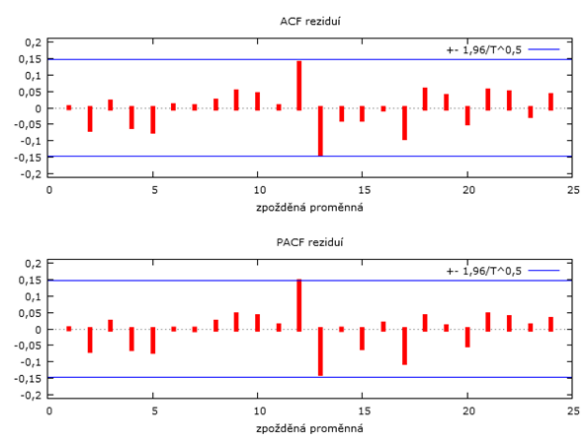 ACF reziduí
+- 1,96/T^0,5
0,2
0,15
0,1
0,05
0
-0,05
-0,1
-0,15
-0,2
0 5 10 15 20 25
zpožděná proměnná
PACF reziduí
+- 1,96/T^0,5
0,2
0,15
0,1
0,05
0
-0,05
-0,1
-0,15
-0,2
0 5 10 15 20 25
zpožděná proměnná